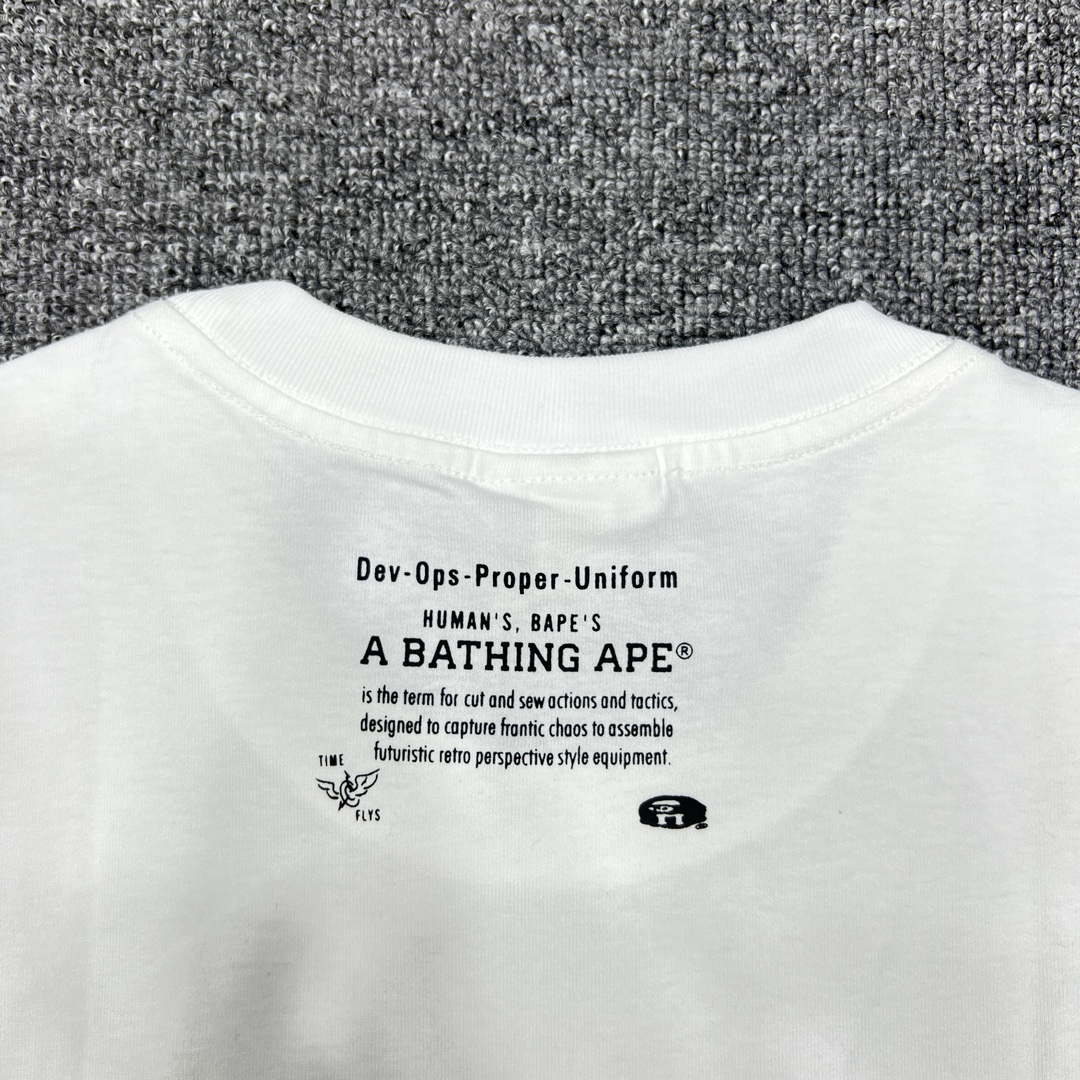 Dev-Ops-Proper-Uniform
HUMAN'S, BAPE'S
A BATHING APE®
is the term for cut and sew actions and tactics,
designed to capture frantic chaos to assemble
futuristic retro perspective style equipment.
TIME
FLYS